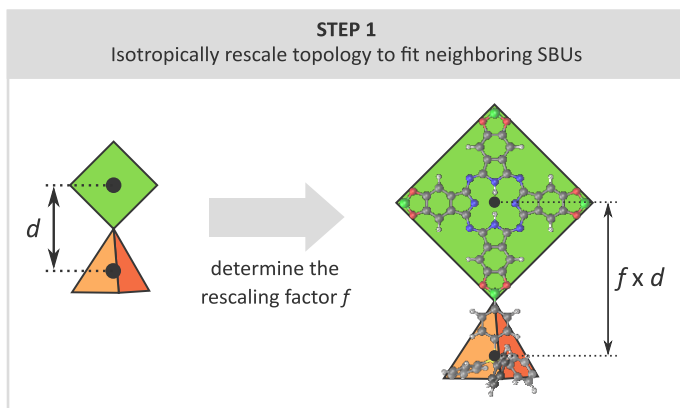 STEP 1
Isotropically rescale topology to fit neighboring SBUs
d
determine the
rescaling factor f
f x d